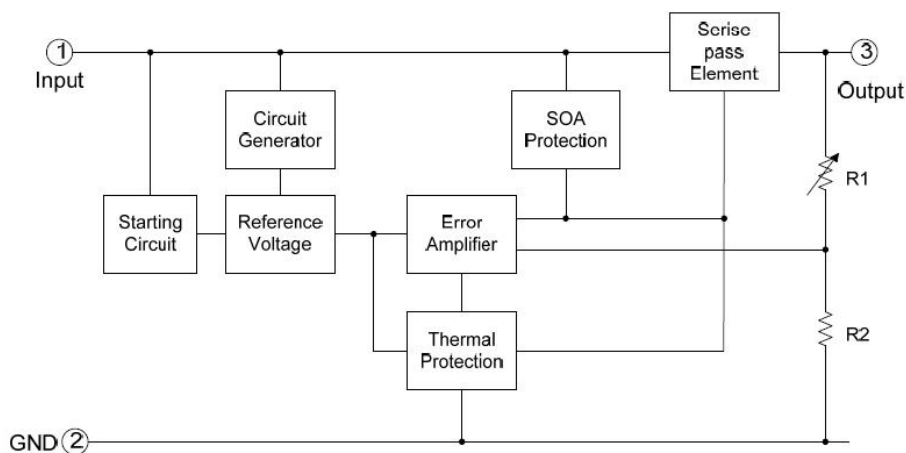 Serise
pass
Element
1
3
Input
Output
Circuit
Generator
SOA
Protection
R1
Starting
Circuit
Reference
Voltage
Error
Amplifier
Thermal
Protection
R2
GND 2